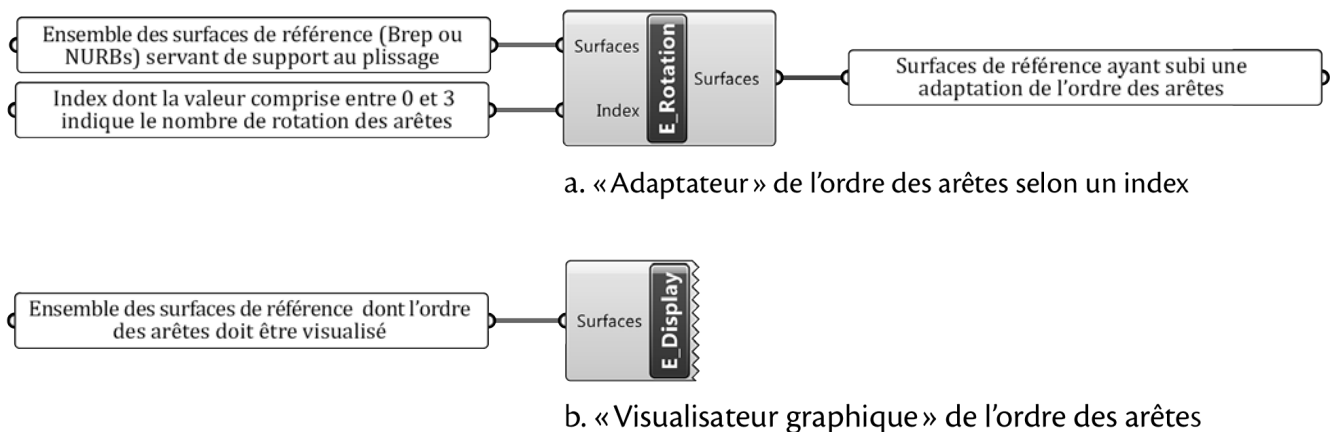 Ensemble des surfaces de référence (Brep ou
NURBs) servant de support au plissage
Index dont la valeur comprise entre 0 et 3
indique le nombre de rotation des arêtes
Surfaces
Index
E_Rotation
Surfaces
Surfaces de référence ayant subi une
adaptation de l'ordre des arêtes
a. «Adaptateur» de l'ordre des arêtes selon un index
Ensemble des surfaces de référence dont l'ordre
des arêtes doit être visualisé
Surfaces
E_Display
b. «Visualisateur graphique» de l'ordre des arêtes